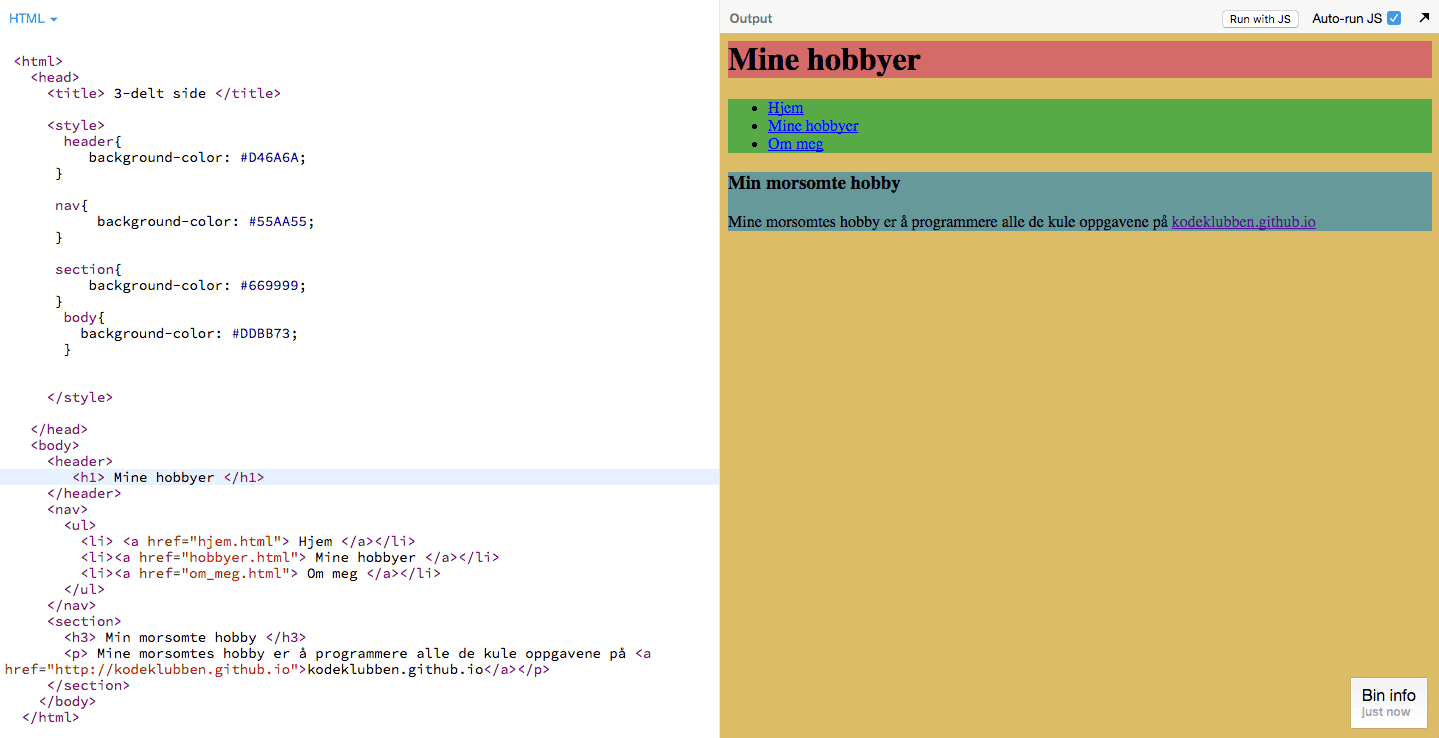 HTML
<html>
<head>
<title> 3-delt side </title>
<style>
header{
background-color: #D46A6A;
}
nav{
background-color: #55AA55;
}
section{
background-color: #669999;
}
body{
background-color: #DDBB73;
}
</style>
</head>
<body>
<header>
<h1> Mine hobbyer </h1>
</header>
<nav>
<ul>
<li> <a href="hjem.html"> Hjem </a></li>
<li><a href="hobbyer.html"> Mine hobbyer </a></li>
<li><a href="om_meg.html"> Om meg </a></li>
</ul>
</nav>
<section>
<h3> Min morsomte hobby </h3>
<p> Mine morsomtes hobby er å programmere alle de kule oppgavene på <a
href="http://kodeklubben.github.io">kodeklubben.github.io</a></p>
</section>
</body>
</html>
Output
Run with JS
Auto-run JS
Mine hobbyer
Hjem
Mine hobbyer
Om meg
Min morsomte hobby
Mine morsomtes hobby er å programmere alle de kule oppgavene på kodeklubben.github.io
Bin info
just now